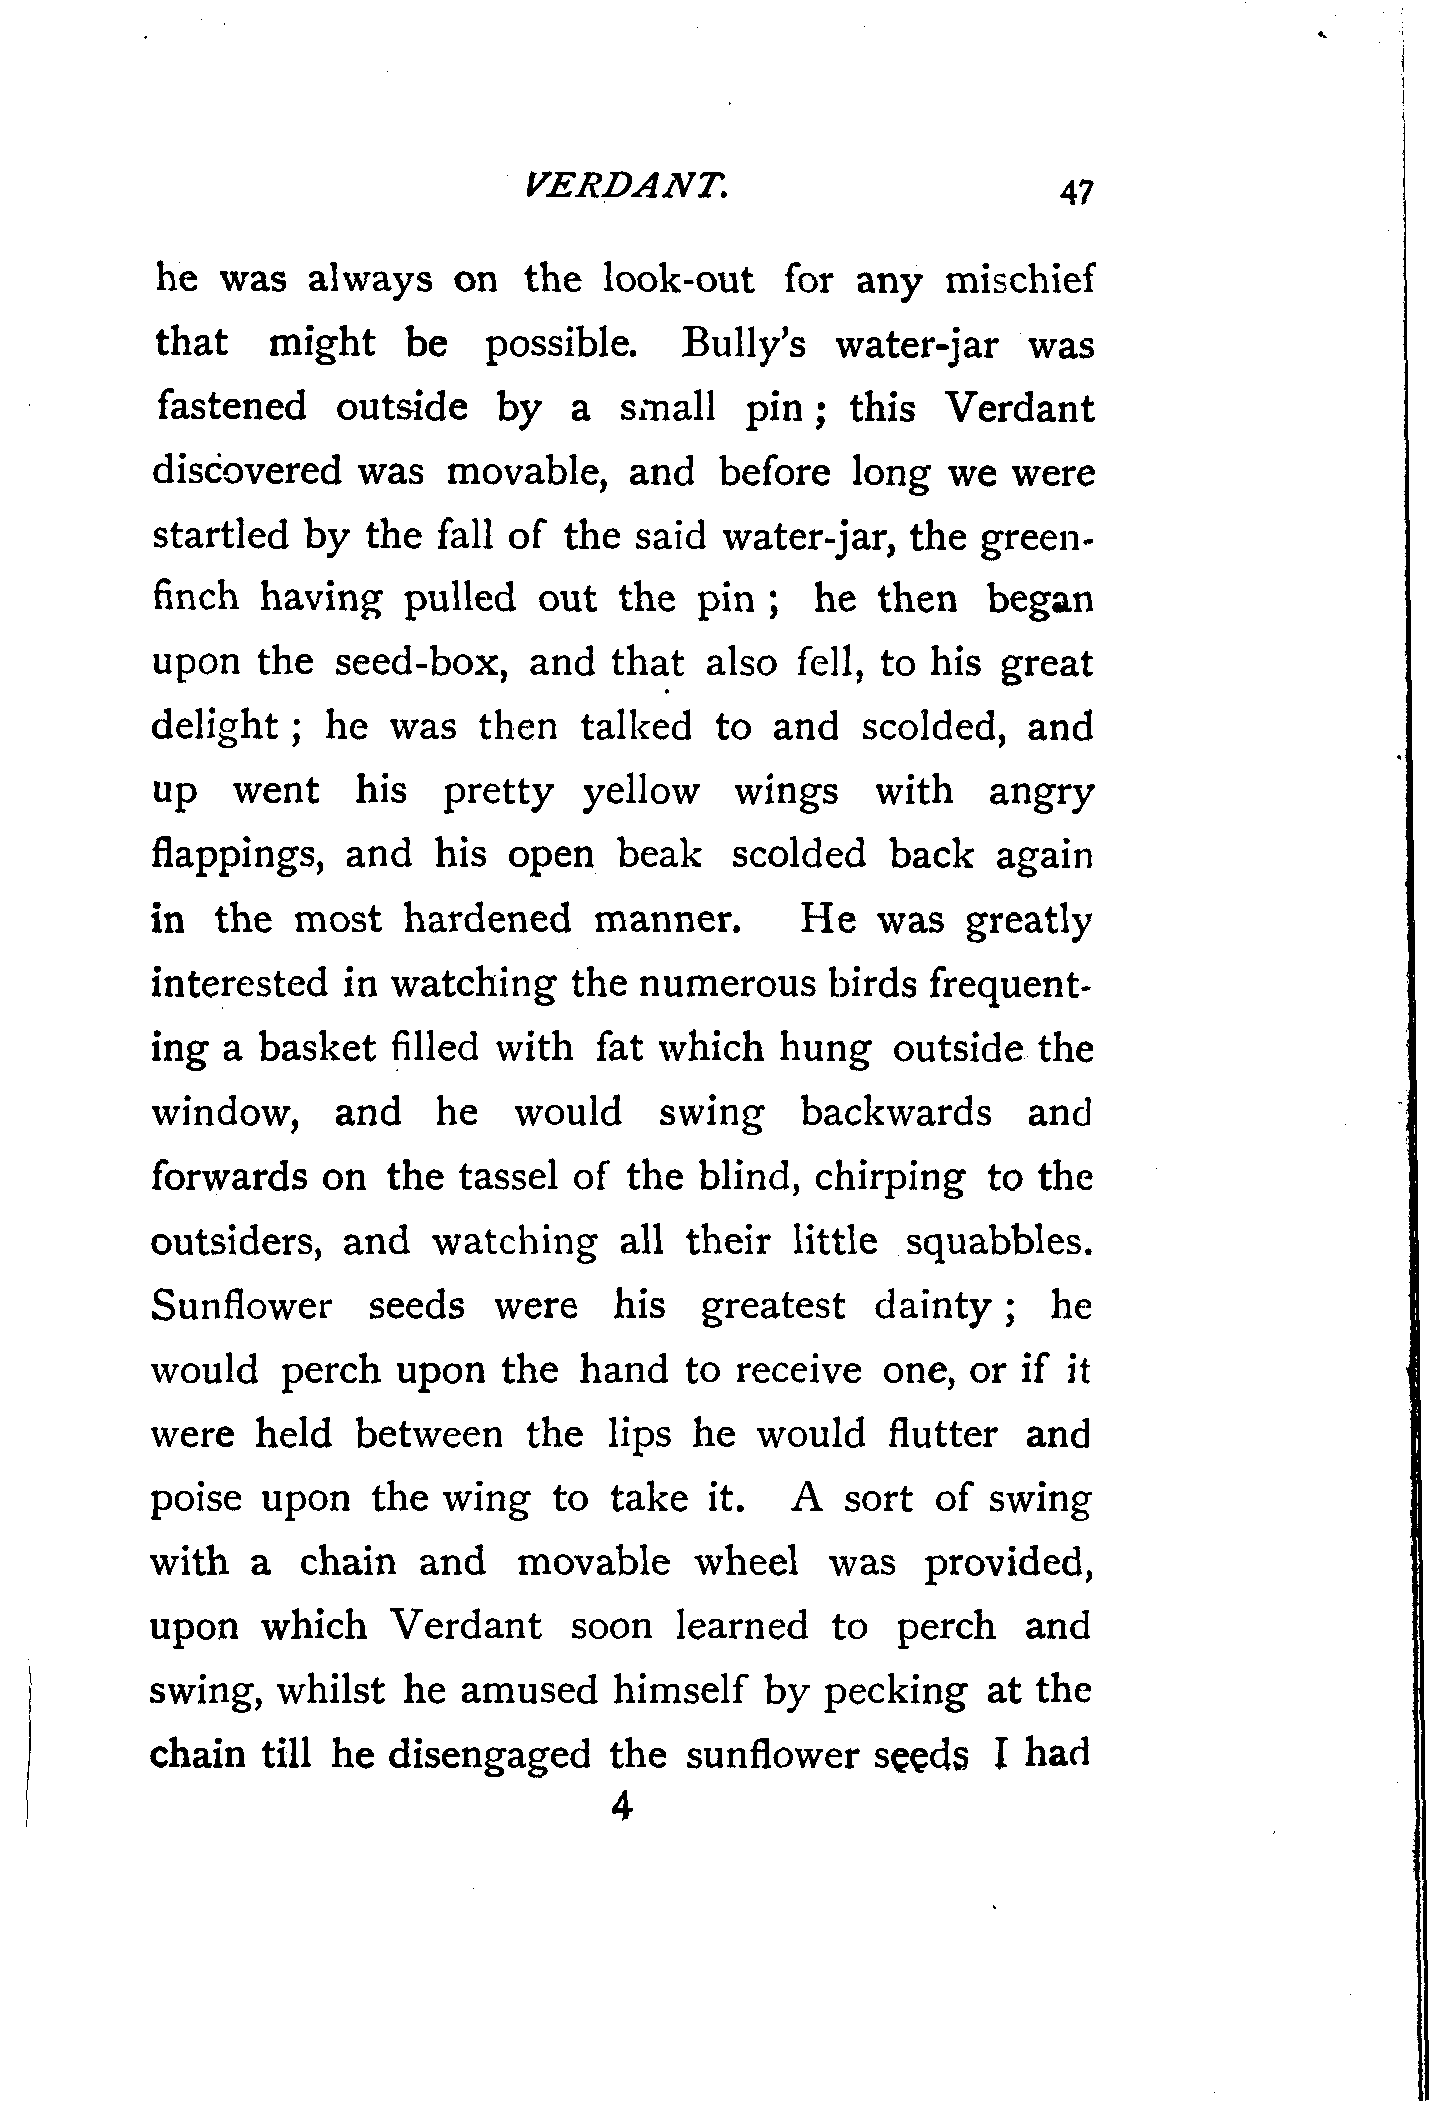 VERDANT. 47
he was always on the look-out for any mischief
that might be possible. Bully's water-jar was
fastened outside by a small pin ; this Verdant
discovered was movable, and before long we were
startled by the fall of the said water-jar, the green-
finch having pulled out the pin ; he then began
upon the seed-box, and that also fell, to his great
delight ; he was then talked to and scolded, and
up went his pretty yellow wings with angry
flappings, and his open beak scolded back again
in the most hardened manner. He was greatly
interested in watching the numerous birds frequent-
ing a basket filled with fat which hung outside the
window, and he would swing backwards and
forwards on the tassel of the blind, chirping to the
outsiders, and watching all their little squabbles.
Sunflower seeds were his greatest dainty ; he
would perch upon the hand to receive one, or if it
were held between the lips he would flutter and
poise upon the wing to take it. A sort of swing
with a chain and movable wheel was provided,
upon which Verdant soon learned to perch and
swing, whilst he amused himself by pecking at the
chain till he disengaged the sunflower seeds I had
4